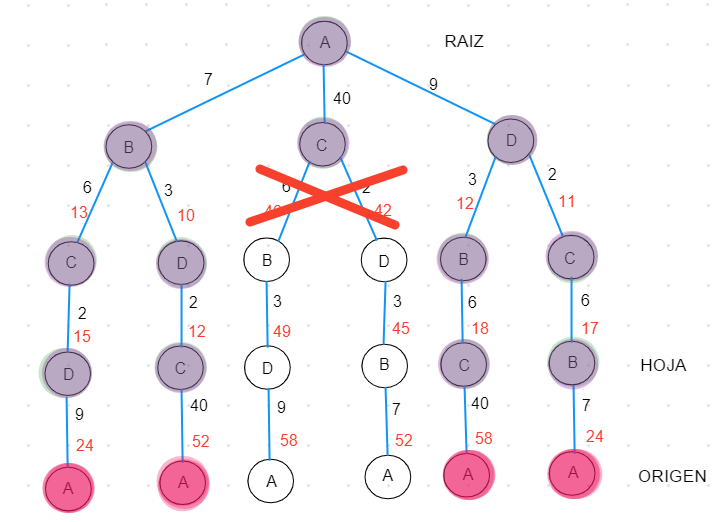 A RAIZ
7 40 9
B C D
6 3 6 2 3 2
13 10 46 42 12 11
C D B D B C
2 2 3 3 6 6
15 12 49 45 18 17
D C D B C B HOJA
9 40 9 7 40 7
24 52 58 52 58 24
A A A A A A ORIGEN